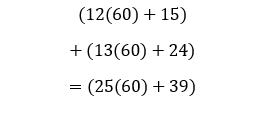 (12(60) + 15)
+ (13(60) + 24)
= (25(60) + 39)